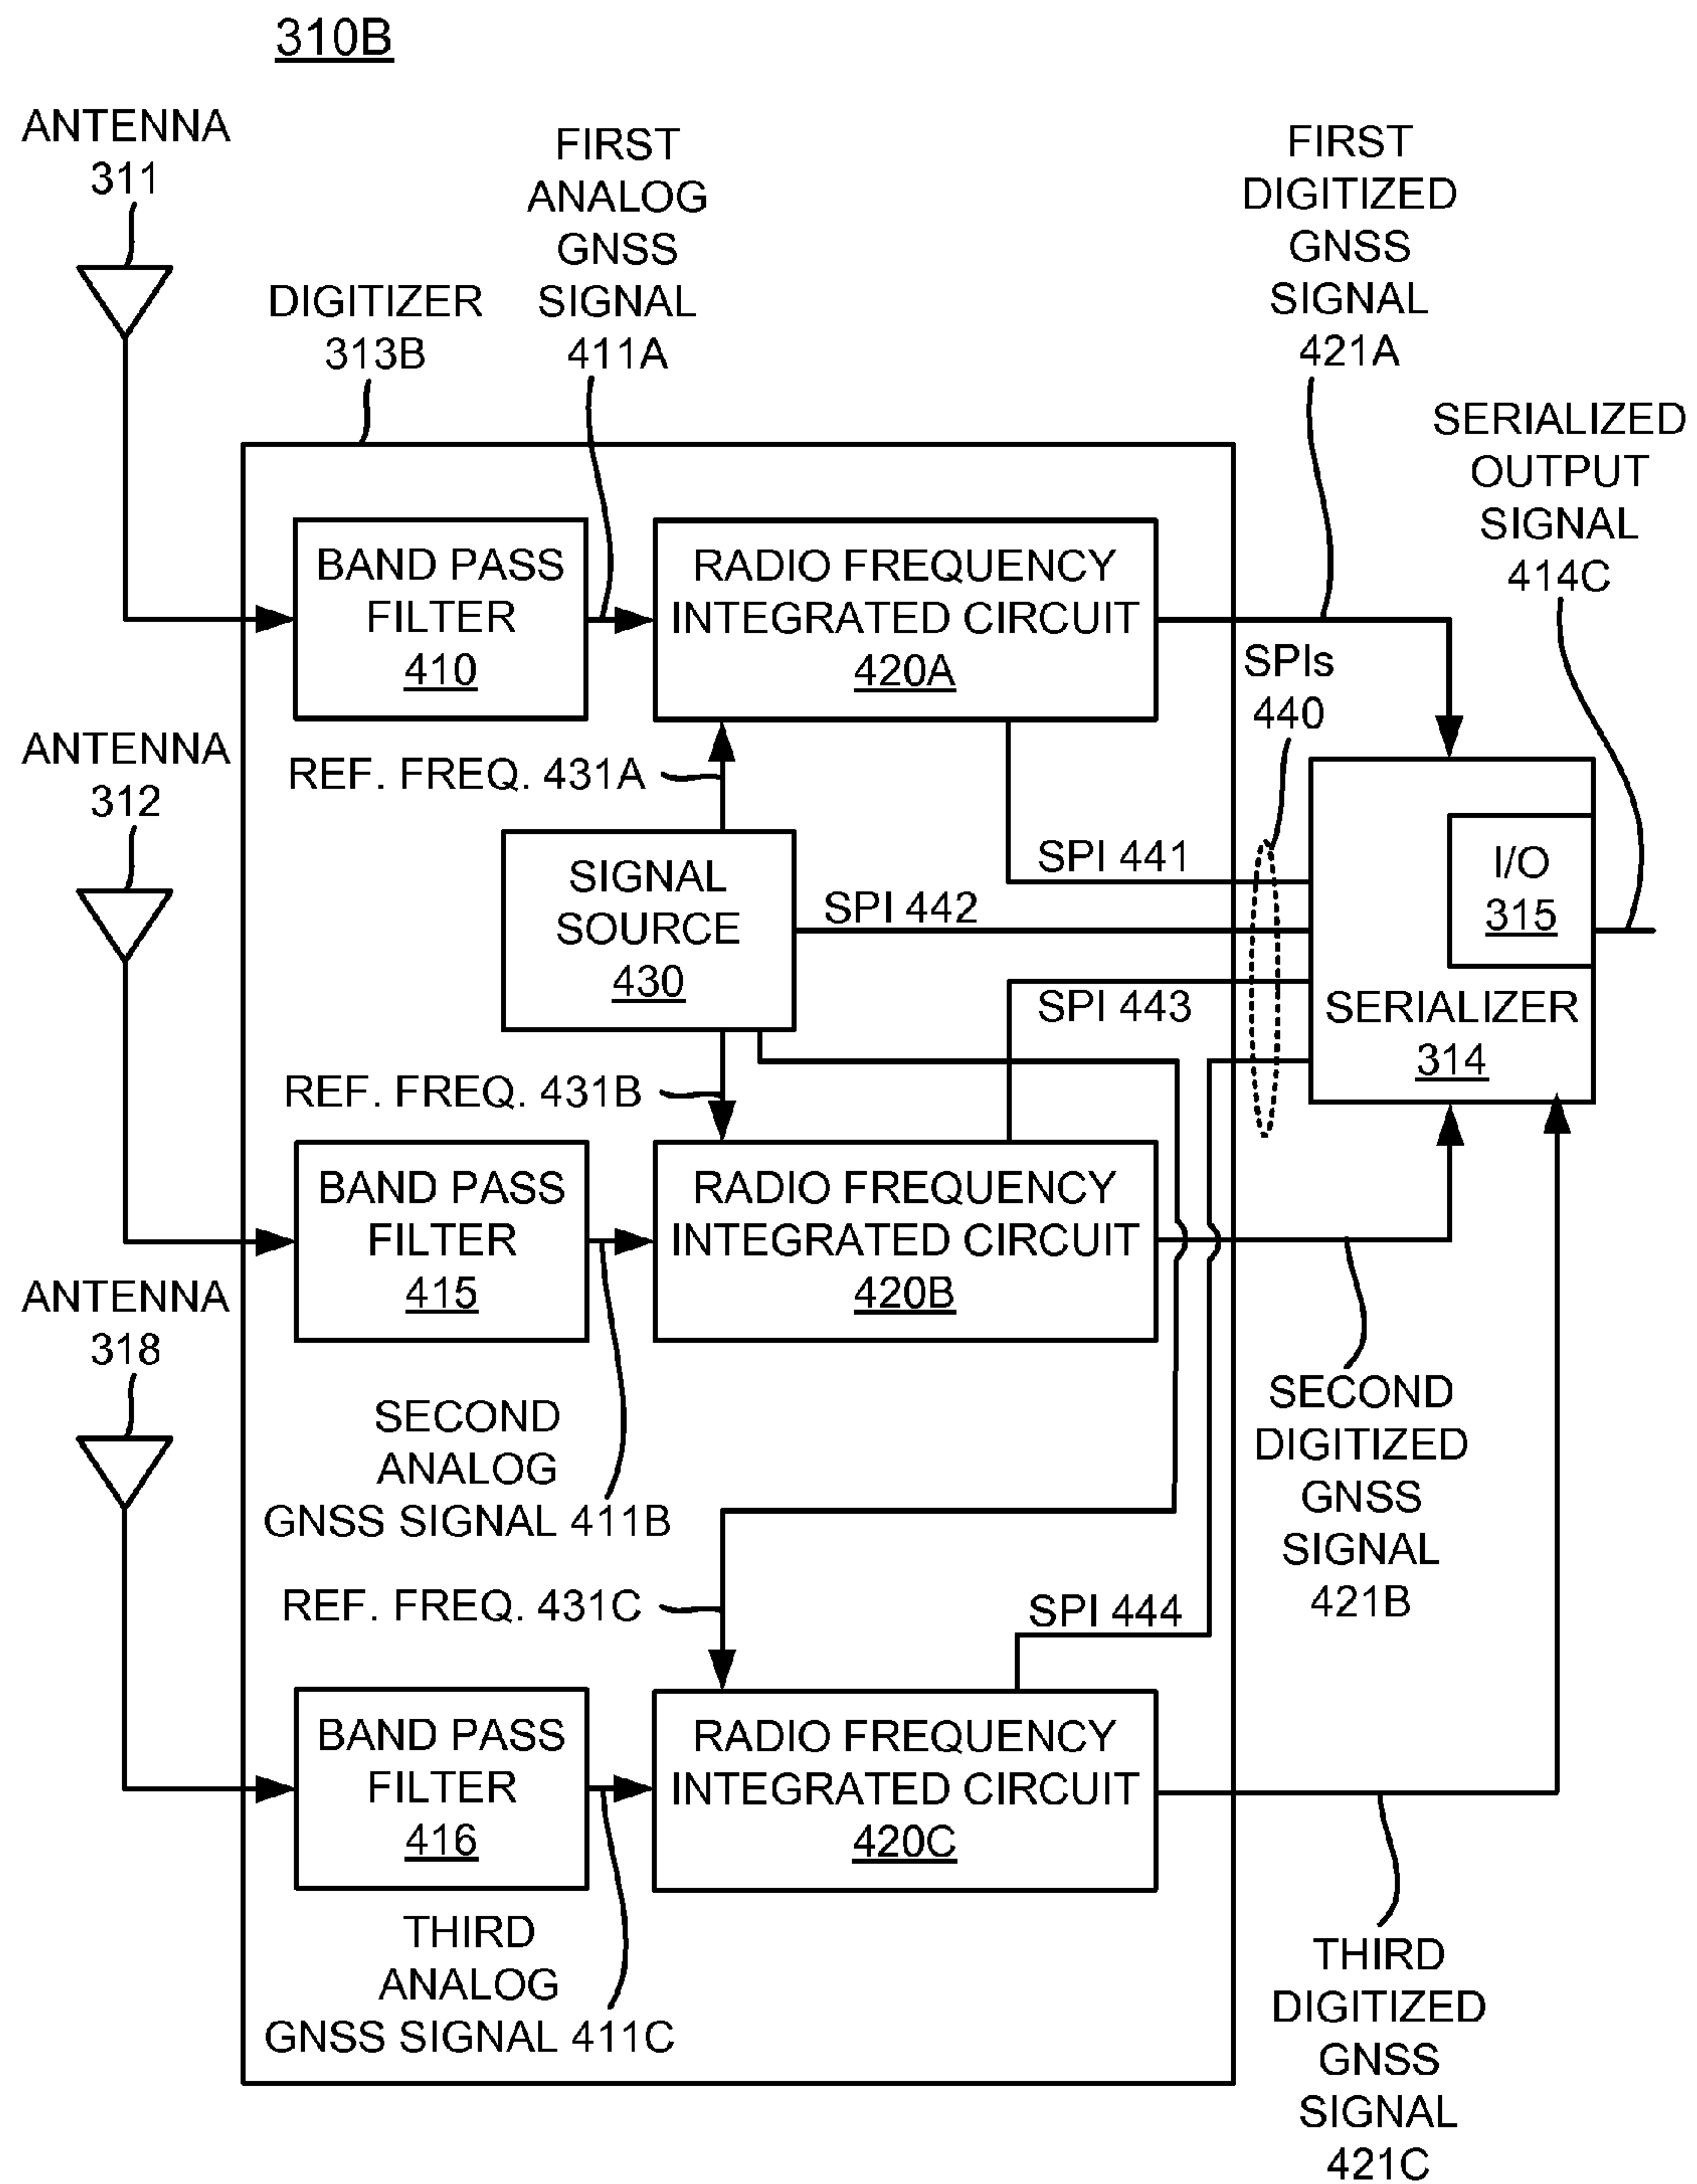 310B
ANTENNA
311
FIRST
ANALOG
GNSS
SIGNAL
411A
DIGITIZER
313B
FIRST
DIGITIZED
GNSS
SIGNAL
421A
SERIALIZED
OUTPUT
SIGNAL
414C
BAND PASS
FILTER
410
RADIO FREQUENCY
INTEGRATED CIRCUIT
420A
SPIs
440
ANTENNA
312
REF. FREQ. 431A
SIGNAL
SOURCE
430
SPI 441
SPI 442
SPI 443
I/O
315
SERIALIZER
314
REF. FREQ. 431B
BAND PASS
FILTER
415
RADIO FREQUENCY
INTEGRATED CIRCUIT
420B
ANTENNA
318
SECOND
ANALOG
GNSS SIGNAL 411B
SECOND
DIGITIZED
GNSS
SIGNAL
421B
REF. FREQ. 431C
SPI 444
BAND PASS
FILTER
416
RADIO FREQUENCY
INTEGRATED CIRCUIT
420C
THIRD
ANALOG
GNSS SIGNAL 411C
THIRD
DIGITIZED
GNSS
SIGNAL
421C